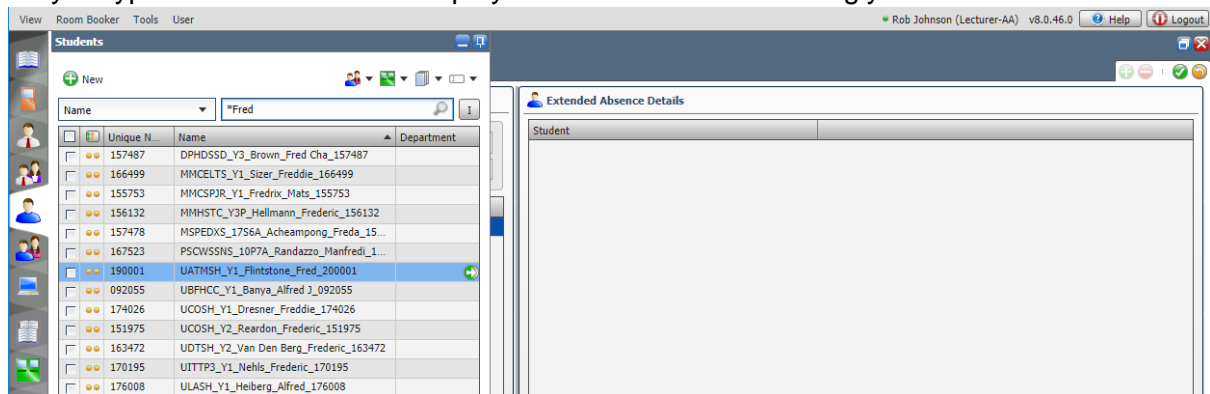 View Room Booker Tools User Rob Johnson (Lecturer-AA) v8.0.46.0 Help Logout
Students
New
Name *Fred I
Extended Absence Details
Unique N... Name Department
Student
157487 DPHDSSD_Y3_Brown_Fred Cha_157487
166499 MMCELTS_Y1_Sizer_Freddie_166499
155753 MMCSPJR_Y1_Fredrix_Mats_155753
156132 MMHSTC_Y3P_Hellmann_Frederic_156132
157478 MSPEDXS_17S6A_Acheampong_Freda_15...
167523 PSCWSSNS_10P7A_Randazzo_Manfredi_1...
190001 UATMSH_Y1_Flintstone_Fred_200001
092055 UBFHCC_Y1_Banya_Alfred J_092055
174026 UCOSH_Y1_Dresner_Freddie_174026
151975 UCOSH_Y2_Reardon_Frederic_151975
163472 UDTSH_Y2_Van Den Berg_Frederic_163472
170195 UITTP3_Y1_Nehls_Frederic_170195
176008 ULASH_Y1_Heiberg_Alfred_176008